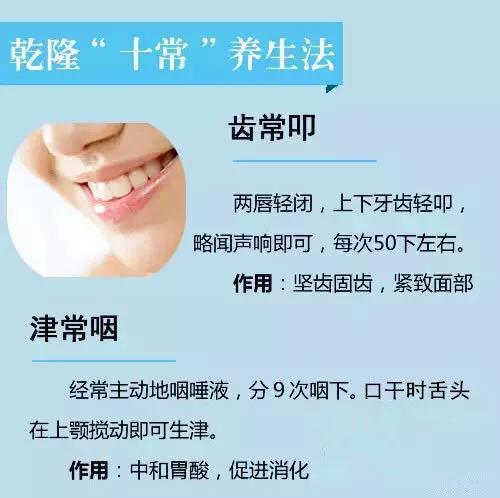 乾隆“十常”养生法
齿常叩
两唇轻闭，上下牙齿轻叩，
略闻声响即可，每次50下左右。
作用：坚齿固齿，紧致面部
津常咽
经常主动地咽唾液，分９次咽下。口干时舌头
在上颚搅动即可生津。
作用：中和胃酸，促进消化